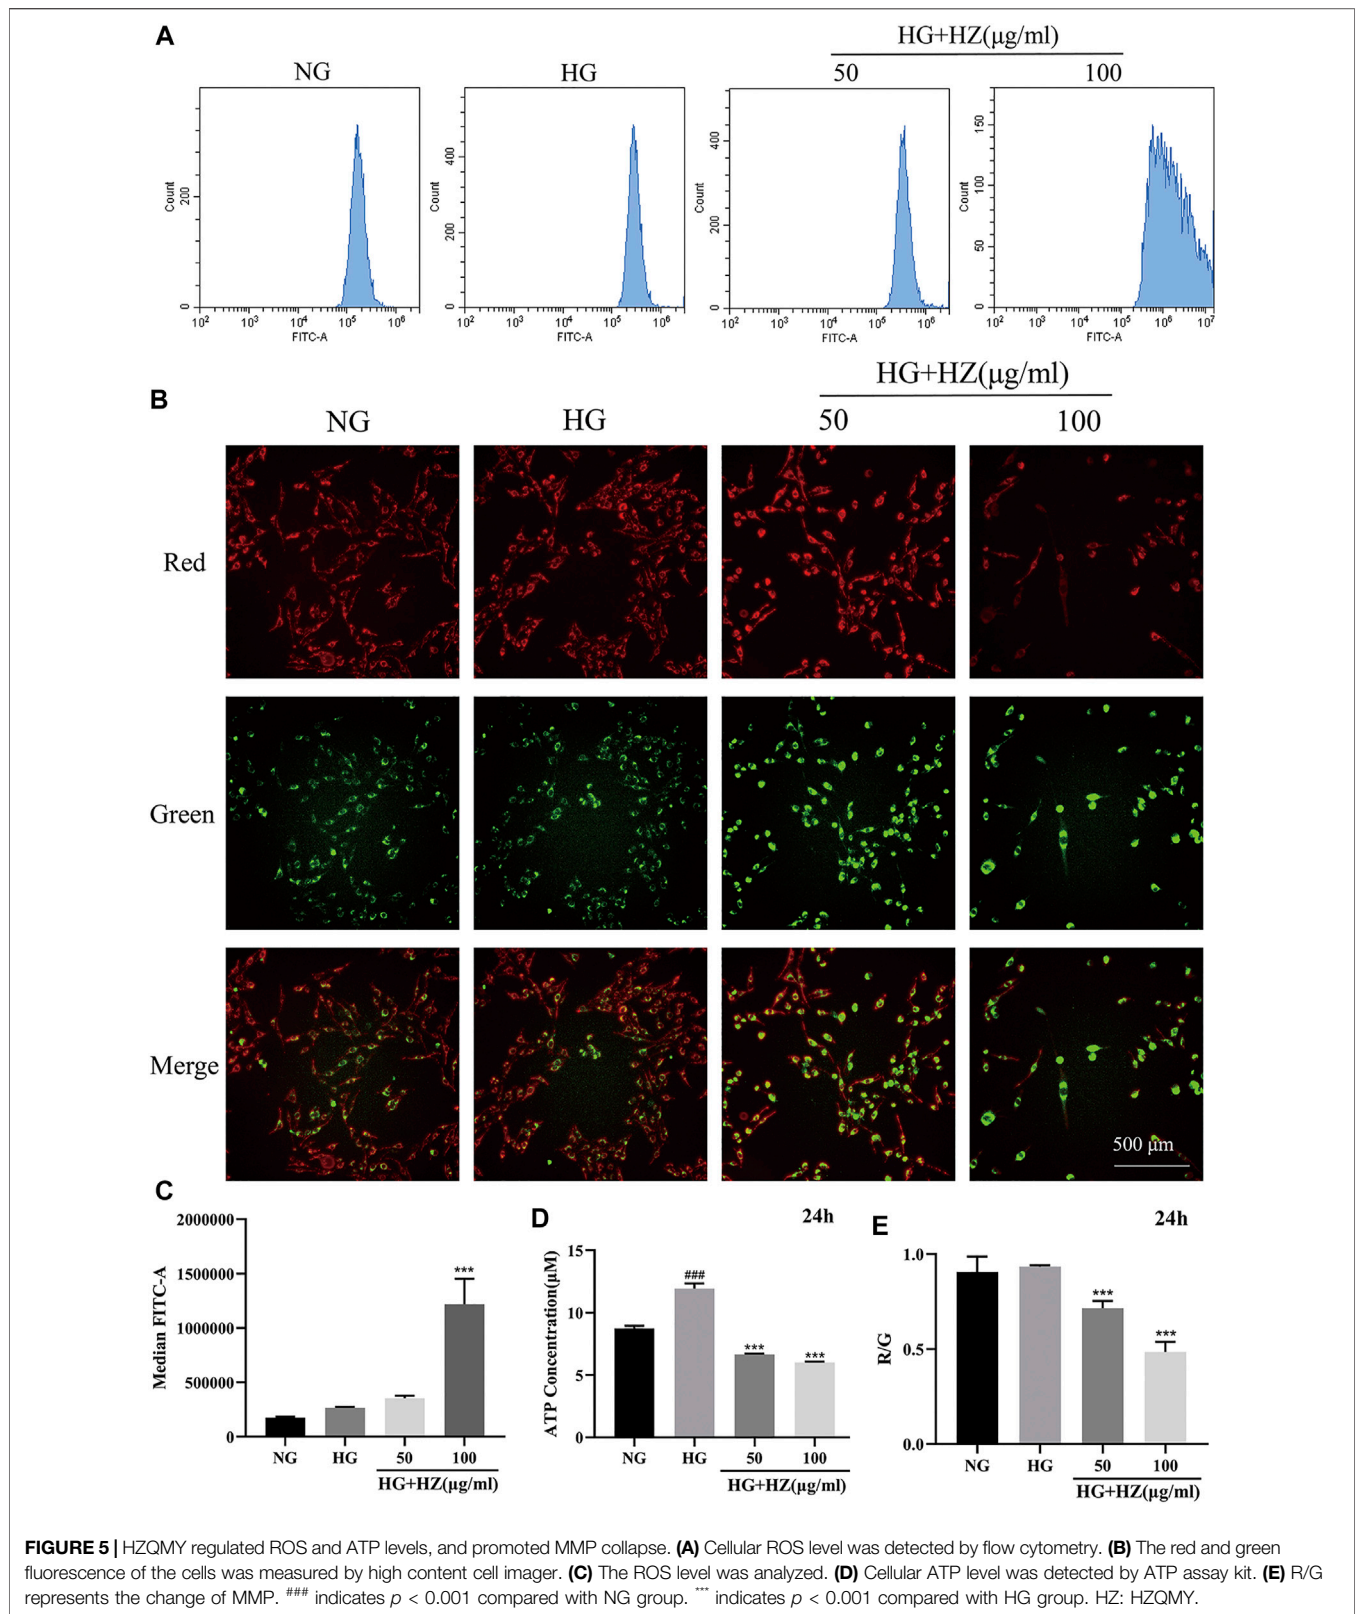 A
HG+HZ(μg/ml)
NG
HG
50
100
Count
200
0
10² 10³ 10⁴ 10⁵ 10⁶
FITC-A
Count
400
200
0
10² 10³ 10⁴ 10⁵ 10⁶
FITC-A
Count
400
200
0
10² 10³ 10⁴ 10⁵ 10⁶
FITC-A
Count
150
100
50
0
10² 10³ 10⁴ 10⁵ 10⁶ 10⁷
FITC-A
B
HG+HZ(μg/ml)
NG
HG
50
100
Red
Green
Merge
500 μm
C
Median FITC-A
2000000
1500000
1000000
500000
0
***
NG HG 50 100
HG+HZ(μg/ml)
D
24h
ATP Concentration(μM)
15
10
5
0
###
***
***
NG HG 50 100
HG+HZ(μg/ml)
E
24h
R/G
1.0
0.5
0.0
***
***
NG HG 50 100
HG+HZ(μg/ml)
FIGURE 5 | HZQMY regulated ROS and ATP levels, and promoted MMP collapse. (A) Cellular ROS level was detected by flow cytometry. (B) The red and green
fluorescence of the cells was measured by high content cell imager. (C) The ROS level was analyzed. (D) Cellular ATP level was detected by ATP assay kit. (E) R/G
represents the change of MMP. ### indicates p < 0.001 compared with NG group. *** indicates p < 0.001 compared with HG group. HZ: HZQMY.